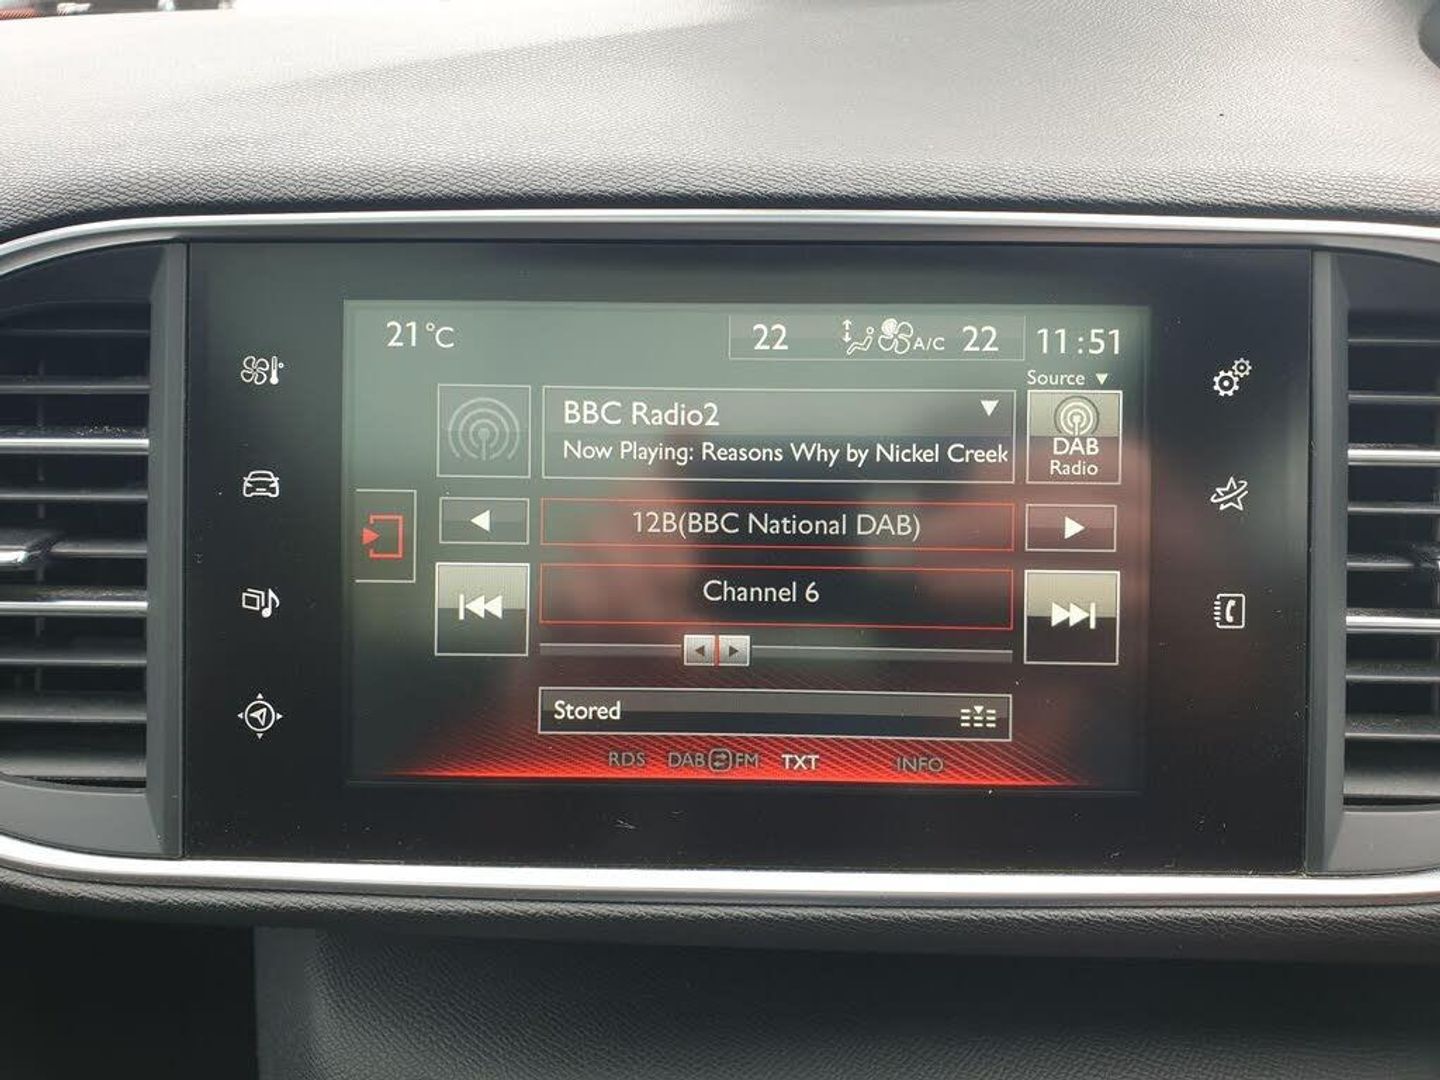 21°C
22 A/C 22 11:51
Source
BBC Radio2
Now Playing: Reasons Why by Nickel Creek
DAB
Radio
12B(BBC National DAB)
Channel 6
Stored
RDS DAB FM TXT INFO